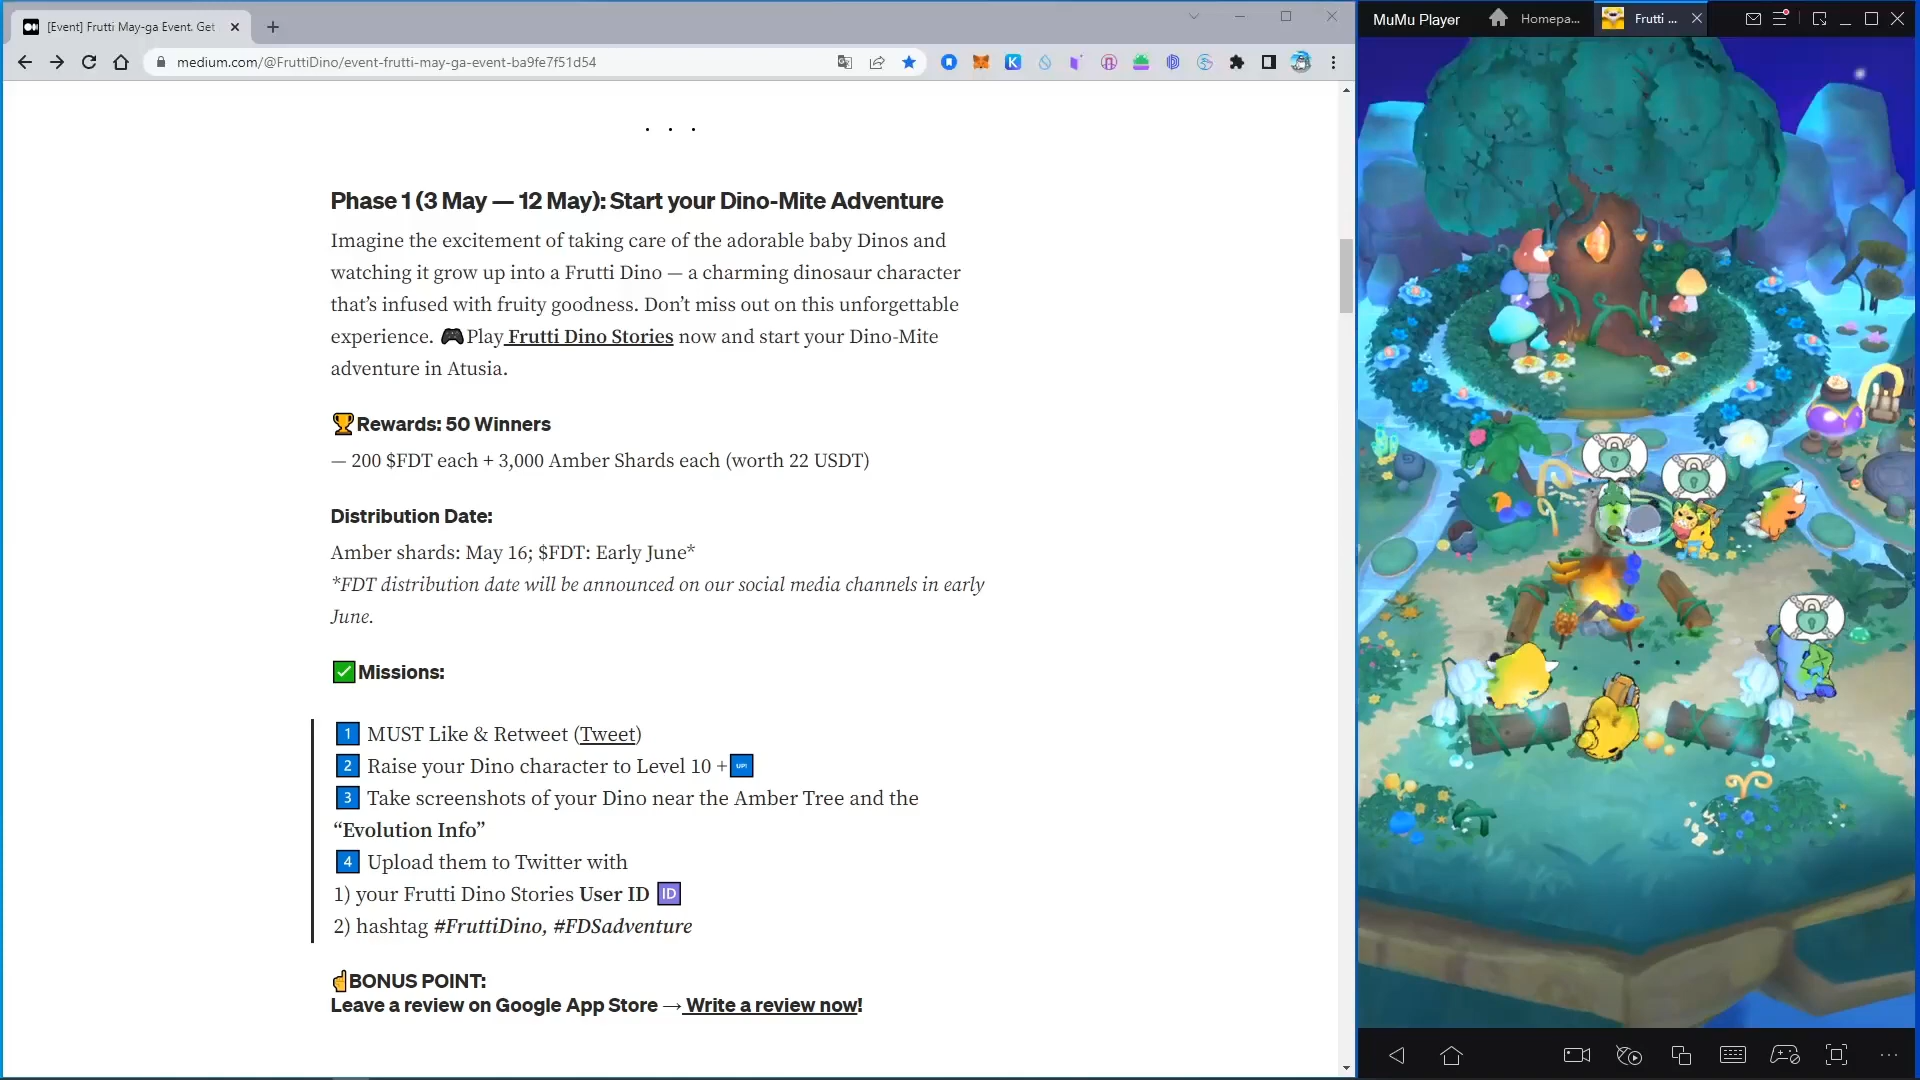 [Event] Frutti May-ga Event. Get
medium.com/@FruttiDino/event-frutti-may-ga-event-ba9fe7f51d54
MuMu Player
Homepa...
Frutti ...
. . .
Phase 1 (3 May — 12 May): Start your Dino-Mite Adventure
Imagine the excitement of taking care of the adorable baby Dinos and
watching it grow up into a Frutti Dino — a charming dinosaur character
that’s infused with fruity goodness. Don’t miss out on this unforgettable
experience. 🎮Play Frutti Dino Stories now and start your Dino-Mite
adventure in Atusia.
🏆Rewards: 50 Winners
— 200 $FDT each + 3,000 Amber Shards each (worth 22 USDT)
Distribution Date:
Amber shards: May 16; $FDT: Early June*
*FDT distribution date will be announced on our social media channels in early
June.
✅Missions:
1 MUST Like & Retweet (Tweet)
2 Raise your Dino character to Level 10 +UP!
3 Take screenshots of your Dino near the Amber Tree and the
“Evolution Info”
4 Upload them to Twitter with
1) your Frutti Dino Stories User ID ID
2) hashtag #FruttiDino, #FDSadventure
☝BONUS POINT:
Leave a review on Google App Store → Write a review now!